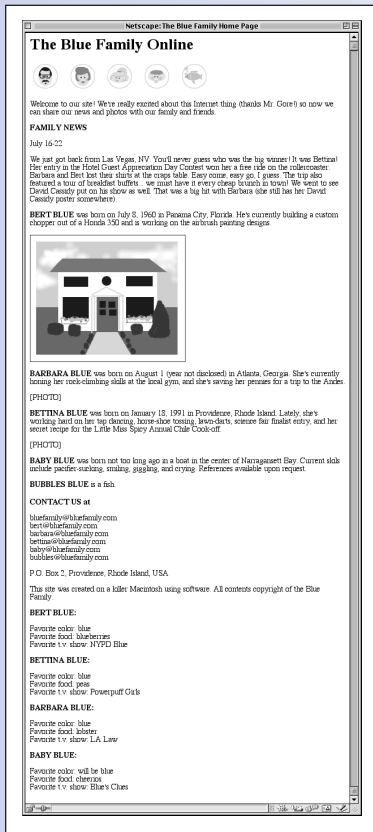 Netscape: The Blue Family Home Page
The Blue Family Online
Welcome to our site! We're really excited about this Internet thing (thanks Mr. Gore!) so now we
can share our news and photos with our family and friends.
FAMILY NEWS
July 16-22
We just got back from Las Vegas, NV. You'll never guess who was the big winner! It was Bettina!
Her entry in the Hotel Guest Appreciation Day Contest won her a free ride on the rollercoaster.
Barbara and Bert lost their shirts at the craps table. Easy come, easy go, I guess. The trip also
featured a tour of breakfast buffets... we must have it every cheap brunch in town! We went to see
David Cassidy put on his show as well. That was a big hit with Barbara (she still has her David
Cassidy poster somewhere).
BERT BLUE was born on July 8, 1960 in Panama City, Florida. He's currently building a custom
chopper out of a Honda 350 and is working on the airbrush painting designs.
BARBARA BLUE was born on August 1 (year not disclosed) in Atlanta, Georgia. She's currently
honing her rock-climbing skills at the local gym, and she's saving her pennies for a trip to the Andes.
[PHOTO]
BETTINA BLUE was born on January 18, 1991 in Providence, Rhode Island. Lately, she's
working hard on her tap dancing, horse-shoe tossing, lawn-darts, science fair finalist entry, and her
secret recipe for the Little Miss Spicy Annual Chile Cook-off.
[PHOTO]
BABY BLUE was born not too long ago in a boat in the center of Narragansett Bay. Current skils
include pacifier-sucking, smiling, giggling, and crying. References available upon request.
BUBBLES BLUE is a fish.
CONTACT US at
bluefamily@bluefamily.com
bert@bluefamily.com
barbara@bluefamily.com
bettina@bluefamily.com
baby@bluefamily.com
bubbles@bluefamily.com
P.O. Box 2, Providence, Rhode Island, USA
This site was created on a killer Macintosh using software. All contents copyright of the Blue
Family.
BERT BLUE:
Favorite color: blue
Favorite food: blueberries
Favorite t.v. show: NYPD Blue
BETTINA BLUE:
Favorite color: blue
Favorite food: peas
Favorite t.v. show: Powerpuff Girls
BARBARA BLUE:
Favorite color: blue
Favorite food: lobster
Favorite t.v. show: LA Law
BABY BLUE:
Favorite color: will be blue
Favorite food: cheerios
Favorite t.v. show: Blue's Clues